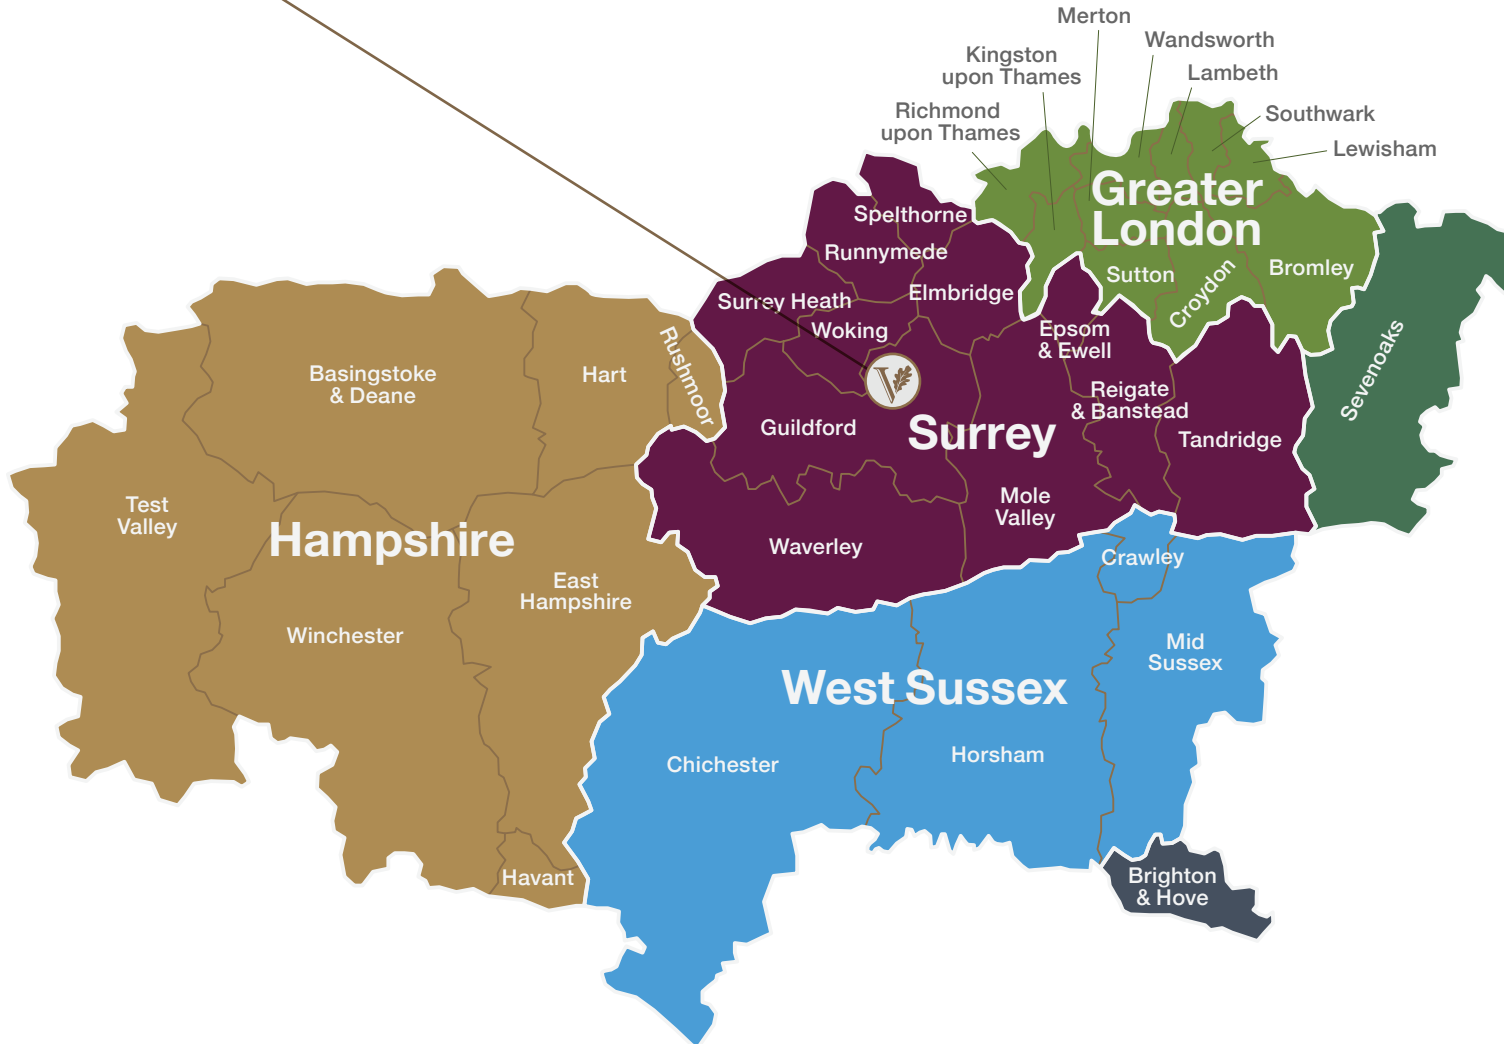 Merton
Wandsworth
Kingston
upon Thames
Lambeth
Richmond
upon Thames
Southwark
Lewisham
Greater
London
Spelthorne
Runnymede
Sutton
Croydon
Bromley
Surrey Heath
Elmbridge
Woking
Epsom
& Ewell
Rushmoor
Sevenoaks
Basingstoke
& Deane
Hart
Reigate
& Banstead
Guildford
Surrey
Tandridge
Test
Valley
Mole
Valley
Hampshire
Waverley
Crawley
East
Hampshire
Winchester
Mid
Sussex
West Sussex
Chichester
Horsham
Havant
Brighton
& Hove
V